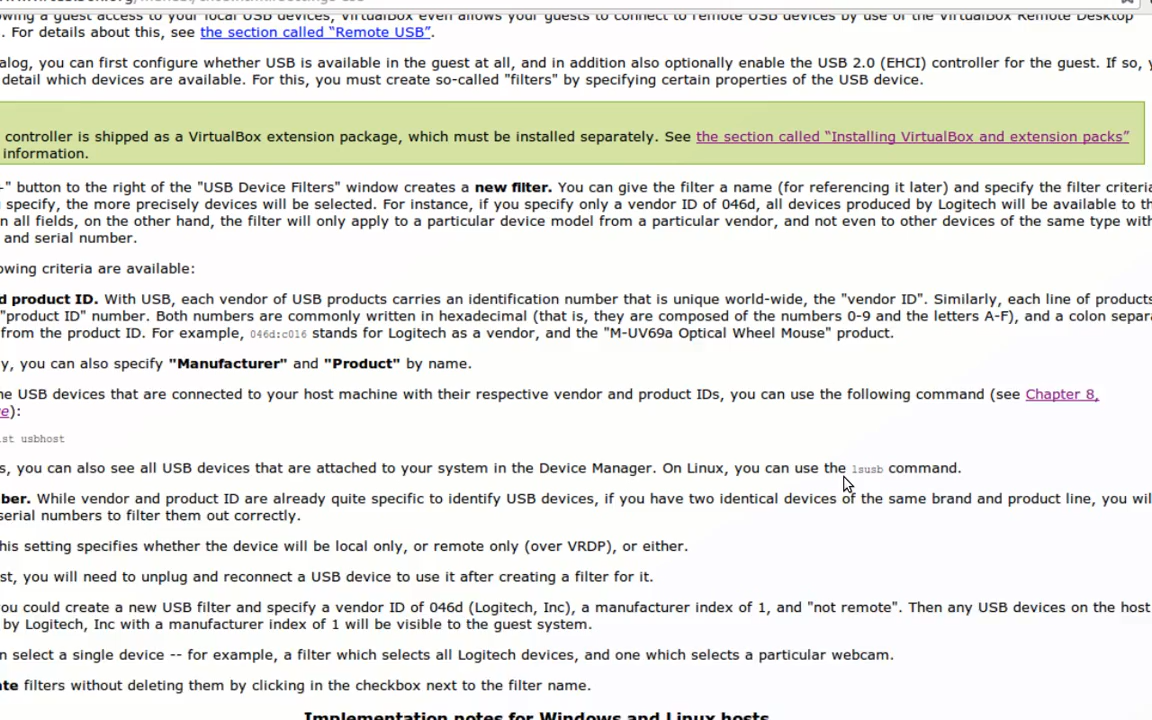 owing a guest access to your local USB devices, VirtualBox even allows your guests to connect to remote USB devices by use of the VirtualBox Remote Desktop
. For details about this, see the section called “Remote USB”.
alog, you can first configure whether USB is available in the guest at all, and in addition also optionally enable the USB 2.0 (EHCI) controller for the guest. If so, y
detail which devices are available. For this, you must create so-called "filters" by specifying certain properties of the USB device.
controller is shipped as a VirtualBox extension package, which must be installed separately. See the section called “Installing VirtualBox and extension packs”
information.
-" button to the right of the "USB Device Filters" window creates a new filter. You can give the filter a name (for referencing it later) and specify the filter criteria
specify, the more precisely devices will be selected. For instance, if you specify only a vendor ID of 046d, all devices produced by Logitech will be available to th
n all fields, on the other hand, the filter will only apply to a particular device model from a particular vendor, and not even to other devices of the same type with
and serial number.
owing criteria are available:
d product ID. With USB, each vendor of USB products carries an identification number that is unique world-wide, the "vendor ID". Similarly, each line of products
"product ID" number. Both numbers are commonly written in hexadecimal (that is, they are composed of the numbers 0-9 and the letters A-F), and a colon separa
from the product ID. For example, 046d:c016 stands for Logitech as a vendor, and the "M-UV69a Optical Wheel Mouse" product.
y, you can also specify "Manufacturer" and "Product" by name.
he USB devices that are connected to your host machine with their respective vendor and product IDs, you can use the following command (see Chapter 8,
e):
ist usbhost
s, you can also see all USB devices that are attached to your system in the Device Manager. On Linux, you can use the lsusb command.
ber. While vendor and product ID are already quite specific to identify USB devices, if you have two identical devices of the same brand and product line, you wil
serial numbers to filter them out correctly.
his setting specifies whether the device will be local only, or remote only (over VRDP), or either.
st, you will need to unplug and reconnect a USB device to use it after creating a filter for it.
ou could create a new USB filter and specify a vendor ID of 046d (Logitech, Inc), a manufacturer index of 1, and "not remote". Then any USB devices on the host
by Logitech, Inc with a manufacturer index of 1 will be visible to the guest system.
n select a single device -- for example, a filter which selects all Logitech devices, and one which selects a particular webcam.
ate filters without deleting them by clicking in the checkbox next to the filter name.
Implementation notes for Windows and Linux hosts